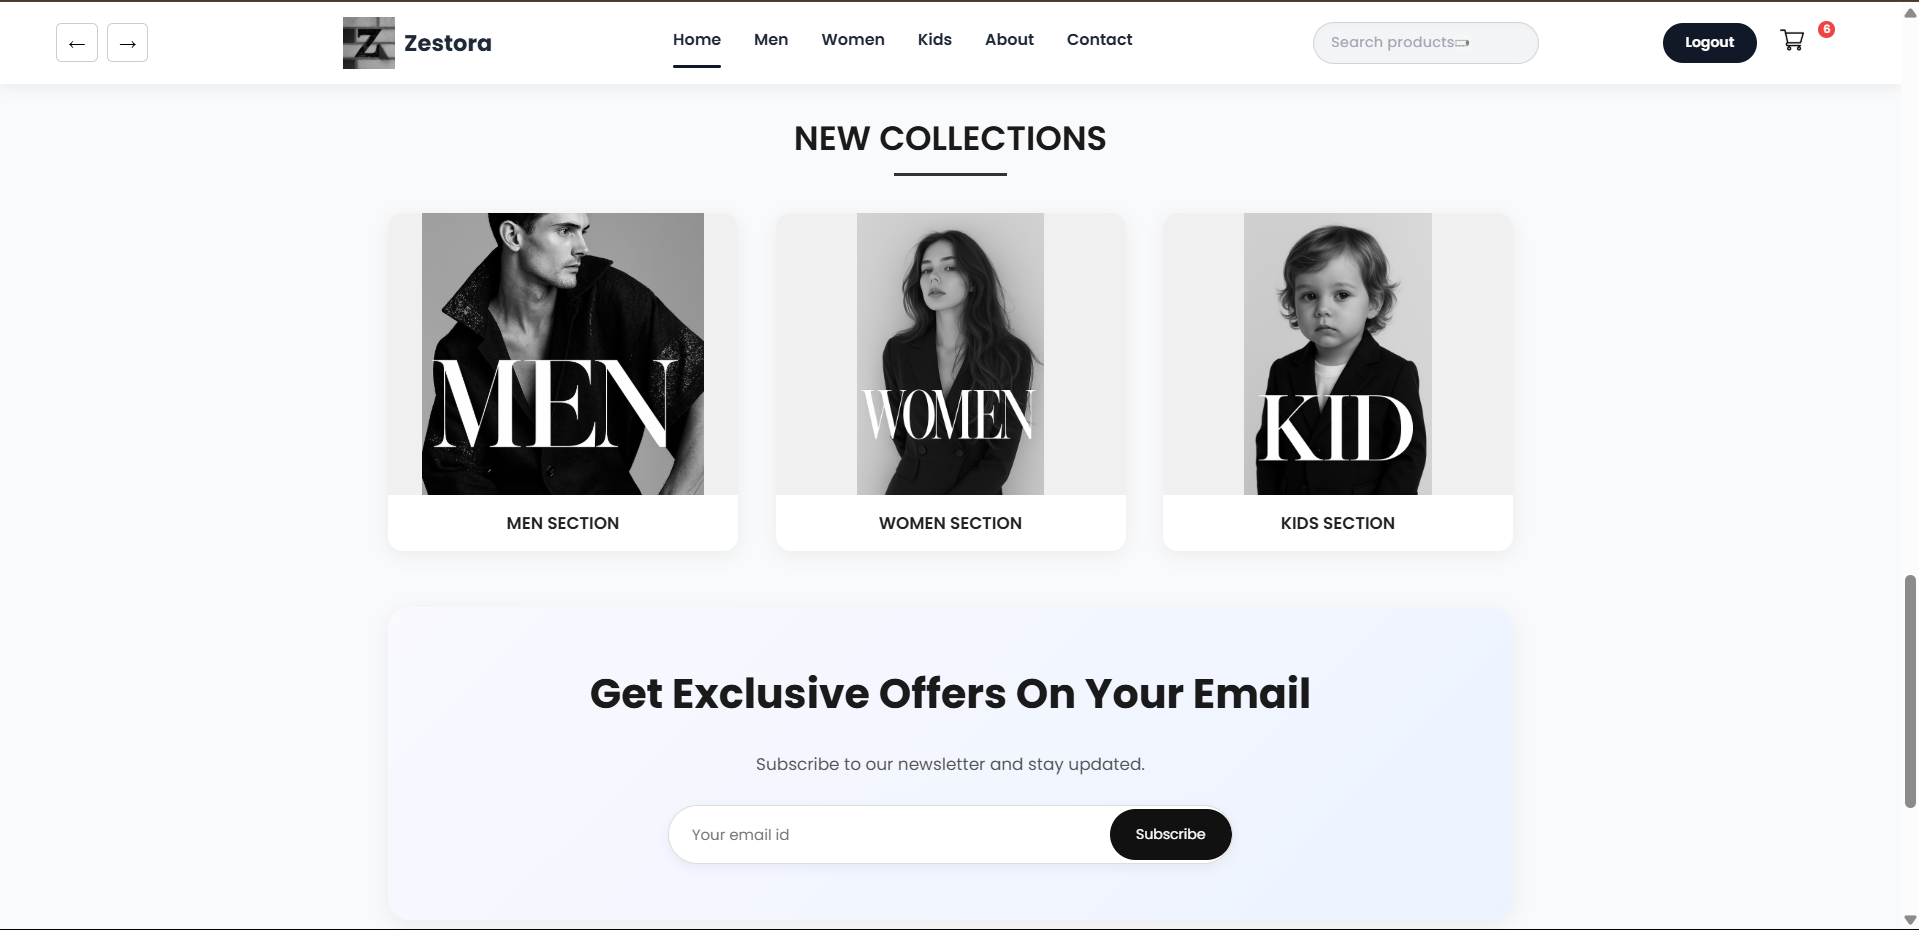 ← → Z Zestora Home Men Women Kids About Contact Search products Logout 6
NEW COLLECTIONS
MEN WOMEN KID
MEN SECTION WOMEN SECTION KIDS SECTION
Get Exclusive Offers On Your Email
Subscribe to our newsletter and stay updated.
Your email id Subscribe